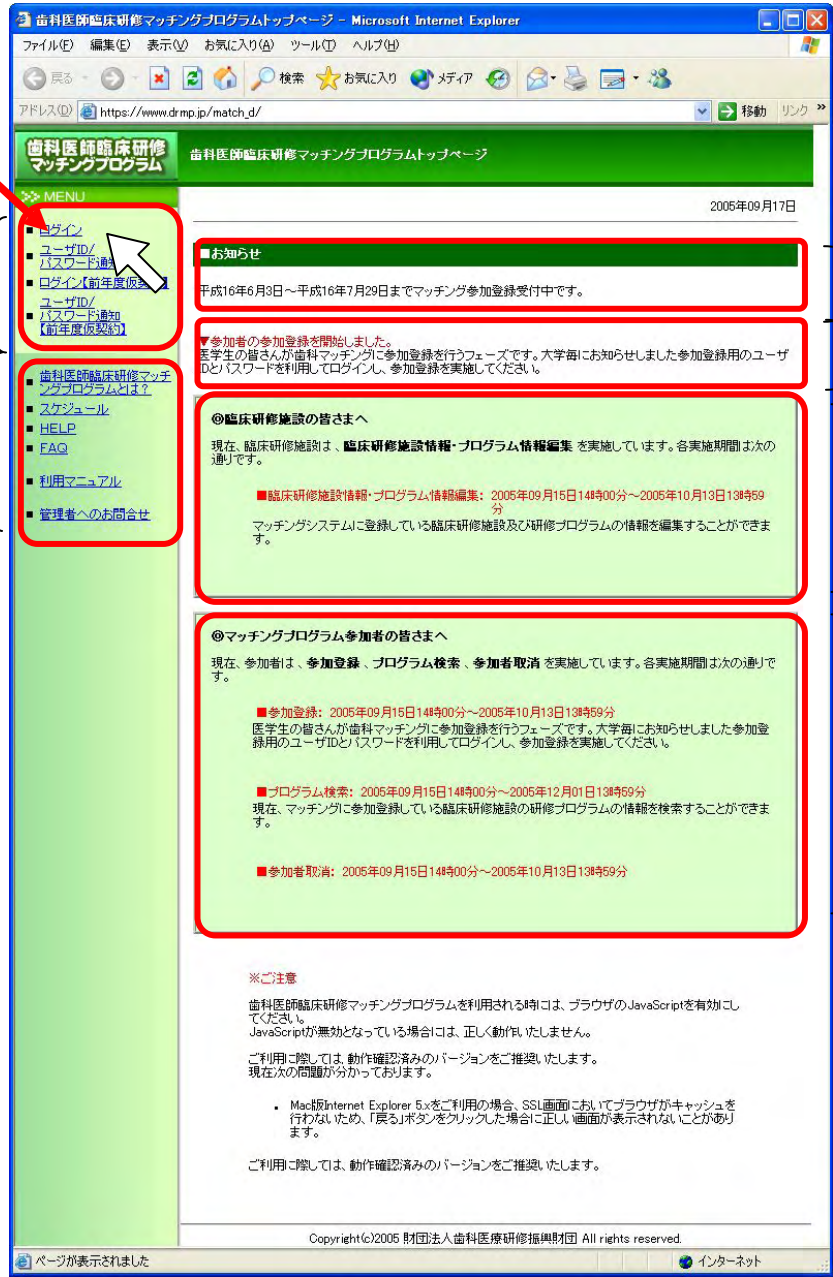 歯科医師臨床研修マッチングプログラムトップページ - Microsoft Internet Explorer
ファイル(F) 編集(E) 表示(V) お気に入り(A) ツール(T) ヘルプ(H)
戻る 検索 お気に入り メディア
アドレス(D) https://www.drmp.jp/match_d/ 移動 リンク »
歯科医師臨床研修
マッチングプログラム
歯科医師臨床研修マッチングプログラムトップページ
>> MENU
2005年09月17日
■ ログイン
■ ユーザID/
パスワード通知
■ ログイン【前年度仮契約】
■ ユーザID/
パスワード通知
【前年度仮契約】
■ 歯科医師臨床研修マッチ
ングプログラムとは?
■ スケジュール
■ HELP
■ FAQ
■ 利用マニュアル
■ 管理者へのお問合せ
■お知らせ
平成16年6月3日～平成16年7月29日までマッチング参加登録受付中です。
▼参加者の参加登録を開始しました。
医学生の皆さんが歯科マッチングに参加登録を行うフェーズです。大学毎にお知らせしました参加登録用のユーザ
IDとパスワードを利用してログインし、参加登録を実施してください。
◎臨床研修施設の皆さまへ
現在、臨床研修施設は、臨床研修施設情報・プログラム情報編集 を実施しています。各実施期間は次の
通りです。
■臨床研修施設情報・プログラム情報編集: 2005年09月15日14時00分～2005年10月13日13時59
分
マッチングシステムに登録している臨床研修施設及び研修プログラムの情報を編集することができま
す。
◎マッチングプログラム参加者の皆さまへ
現在、参加者は、参加登録 、プログラム検索 、参加者取消 を実施しています。各実施期間は次の通りで
す。
■参加登録: 2005年09月15日14時00分～2005年10月13日13時59分
医学生の皆さんが歯科マッチングに参加登録を行うフェーズです。大学毎にお知らせしました参加登
録用のユーザIDとパスワードを利用してログインし、参加登録を実施してください。
■プログラム検索: 2005年09月15日14時00分～2005年12月01日13時59分
現在、マッチングに参加登録している臨床研修施設の研修プログラムの情報を検索することができま
す。
■参加者取消: 2005年09月15日14時00分～2005年10月13日13時59分
※ご注意
歯科医師臨床研修マッチングプログラムを利用される時には、ブラウザのJavaScriptを有効にし
てください。
JavaScriptが無効となっている場合には、正しく動作いたしません。
ご利用に際しては、動作確認済みのバージョンをご推奨いたします。
現在次の問題が分かっております。
• Mac版Internet Explorer 5.xをご利用の場合、SSL画面においてブラウザがキャッシュを
行わないため、「戻る」ボタンをクリックした場合に正しい画面が表示されないことがあり
ます。
ご利用に際しては、動作確認済みのバージョンをご推奨いたします。
Copyright(c)2005 財団法人歯科医療研修振興財団 All rights reserved.
ページが表示されました インターネット